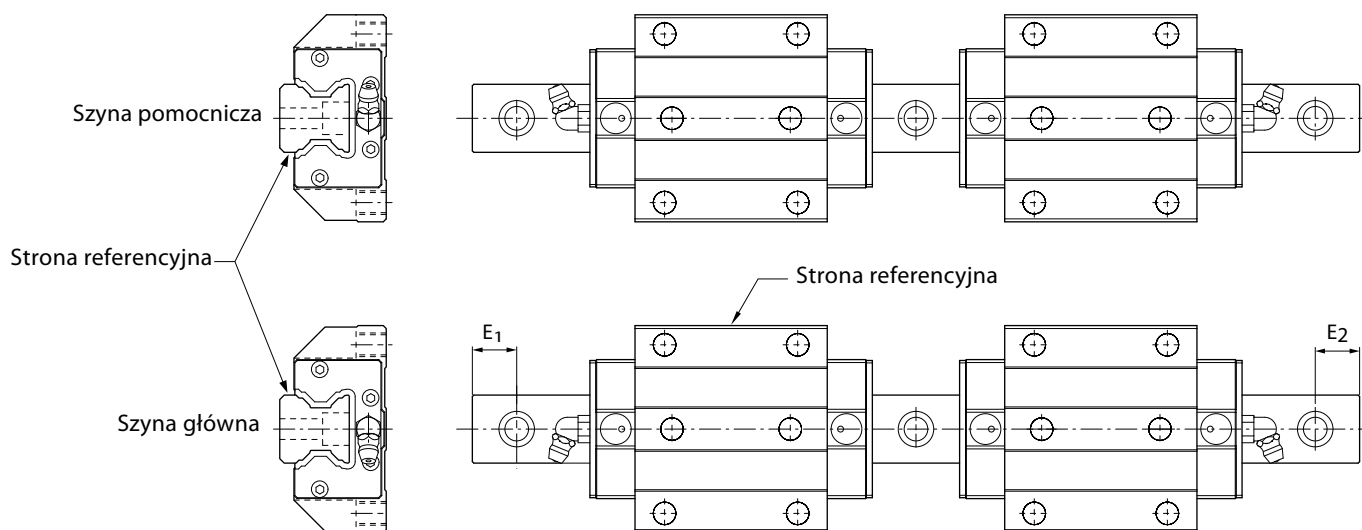 Szyna pomocnicza
Strona referencyjna
Strona referencyjna
E1
E2
Szyna główna